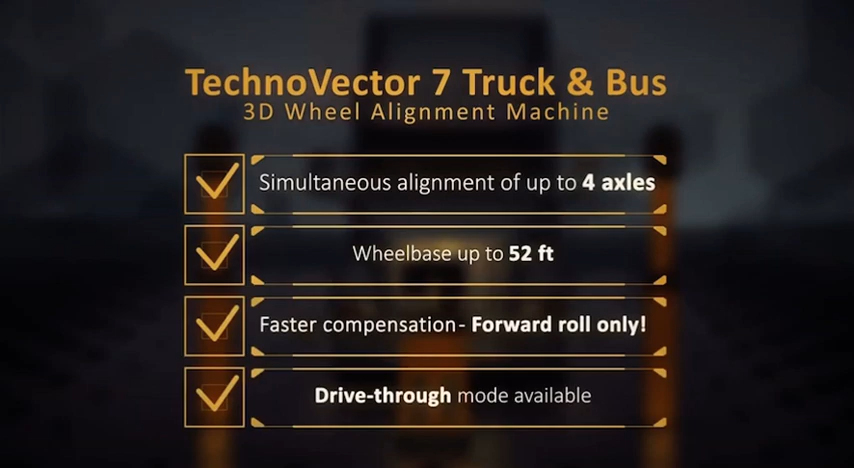 TechnoVector 7 Truck & Bus
3D Wheel Alignment Machine
Simultaneous alignment of up to 4 axles
Wheelbase up to 52 ft
Faster compensation- Forward roll only!
Drive-through mode available